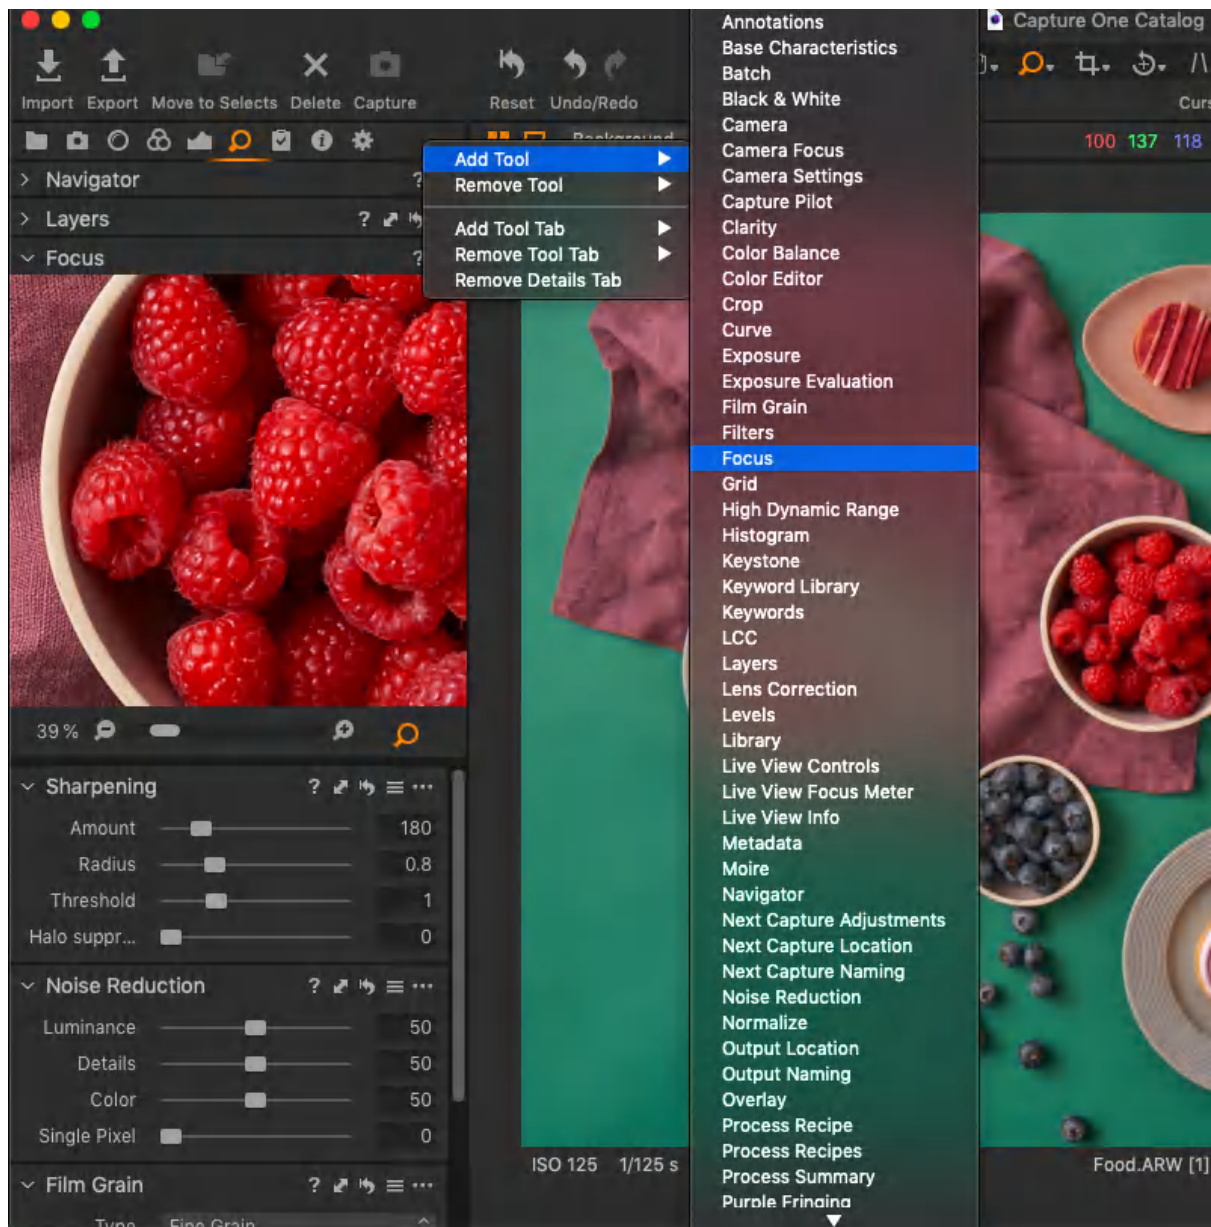 Capture One Catalog
Import Export Move to Selects Delete Capture Reset Undo/Redo
100 137 118
Navigator ?
Layers ?
Focus ?
39%
Sharpening ?
Amount 180
Radius 0.8
Threshold 1
Halo suppr... 0
Noise Reduction ?
Luminance 50
Details 50
Color 50
Single Pixel 0
Film Grain ?
Type Fine Grain
Background
Add Tool
Remove Tool
Add Tool Tab
Remove Tool Tab
Remove Details Tab
Annotations
Base Characteristics
Batch
Black & White
Camera
Camera Focus
Camera Settings
Capture Pilot
Clarity
Color Balance
Color Editor
Crop
Curve
Exposure
Exposure Evaluation
Film Grain
Filters
Focus
Grid
High Dynamic Range
Histogram
Keystone
Keyword Library
Keywords
LCC
Layers
Lens Correction
Levels
Library
Live View Controls
Live View Focus Meter
Live View Info
Metadata
Moire
Navigator
Next Capture Adjustments
Next Capture Location
Next Capture Naming
Noise Reduction
Normalize
Output Location
Output Naming
Overlay
Process Recipe
Process Recipes
Process Summary
Purple Fringing
ISO 125 1/125 s
Food.ARW [1]